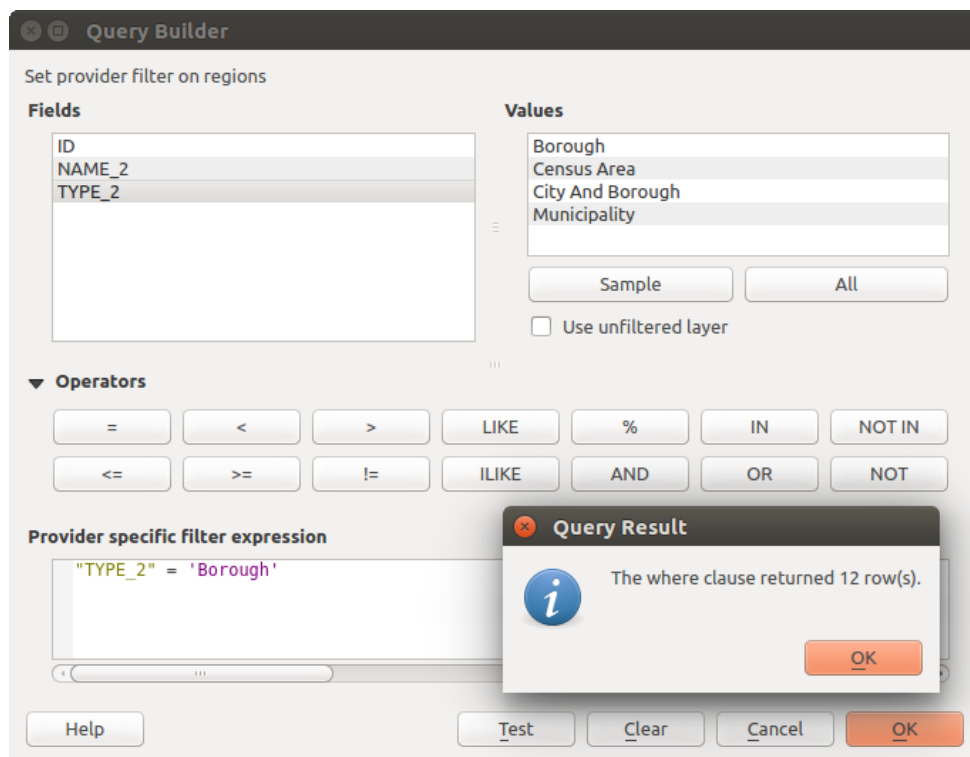 Query Builder
Set provider filter on regions
Fields
Values
ID
NAME_2
TYPE_2
Borough
Census Area
City And Borough
Municipality
Sample All
Use unfiltered layer
Operators
= < > LIKE % IN NOT IN
<= >= != ILIKE AND OR NOT
Provider specific filter expression
"TYPE_2" = 'Borough'
Query Result
The where clause returned 12 row(s).
OK
Help Test Clear Cancel OK